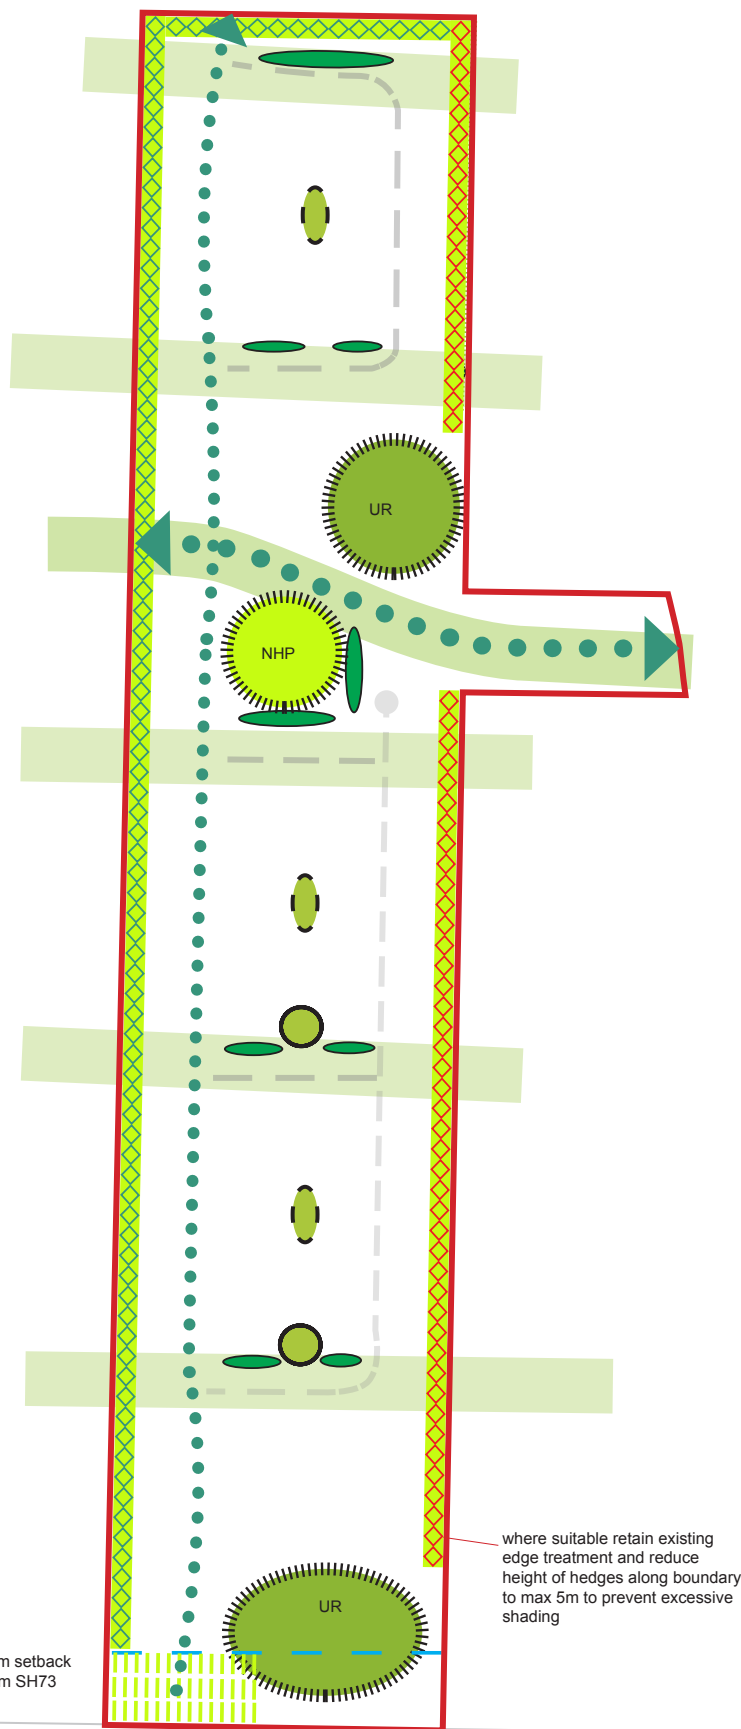 UR
NHP
where suitable retain existing
edge treatment and reduce
height of hedges along boundary
to max 5m to prevent excessive
shading
UR
setback
SH73